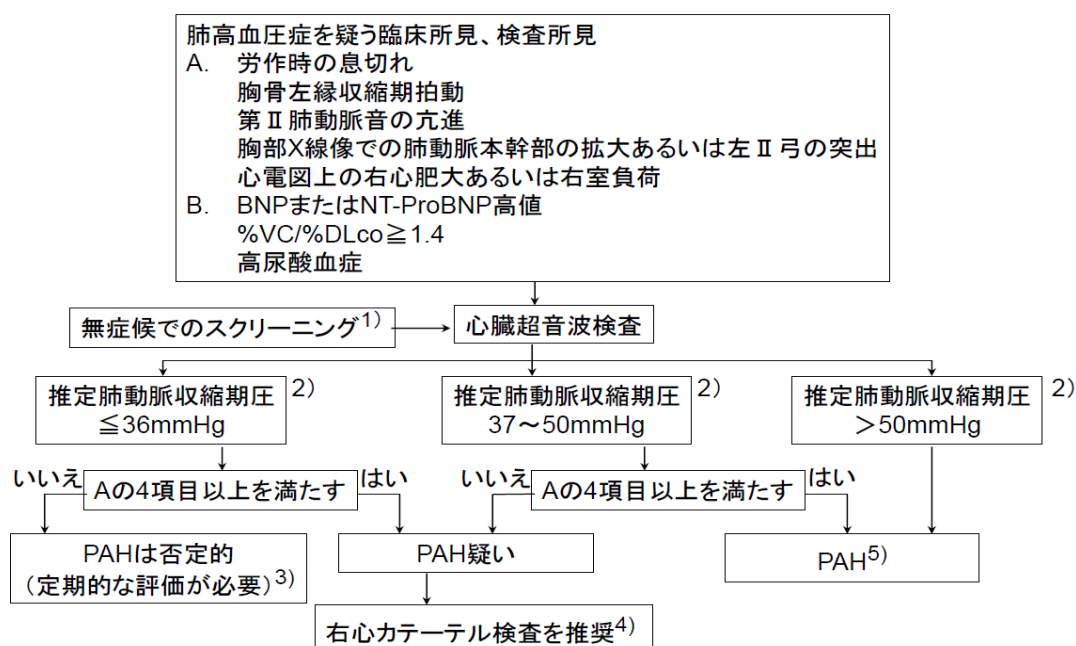 肺高血圧症を疑う臨床所見、検査所見
A. 労作時の息切れ
胸骨左縁収縮期拍動
第Ⅱ肺動脈音の亢進
胸部X線像での肺動脈本幹部の拡大あるいは左Ⅱ弓の突出
心電図上の右心肥大あるいは右室負荷
B. BNPまたはNT-ProBNP高値
%VC/%DLco≧1.4
高尿酸血症
無症候でのスクリーニング1)
心臓超音波検査
推定肺動脈収縮期圧 2)
≦36mmHg
推定肺動脈収縮期圧 2)
37～50mmHg
推定肺動脈収縮期圧 2)
＞50mmHg
いいえ
Aの4項目以上を満たす
はい
いいえ
Aの4項目以上を満たす
はい
PAHは否定的
（定期的な評価が必要）3)
PAH疑い
PAH5)
右心カテーテル検査を推奨4)